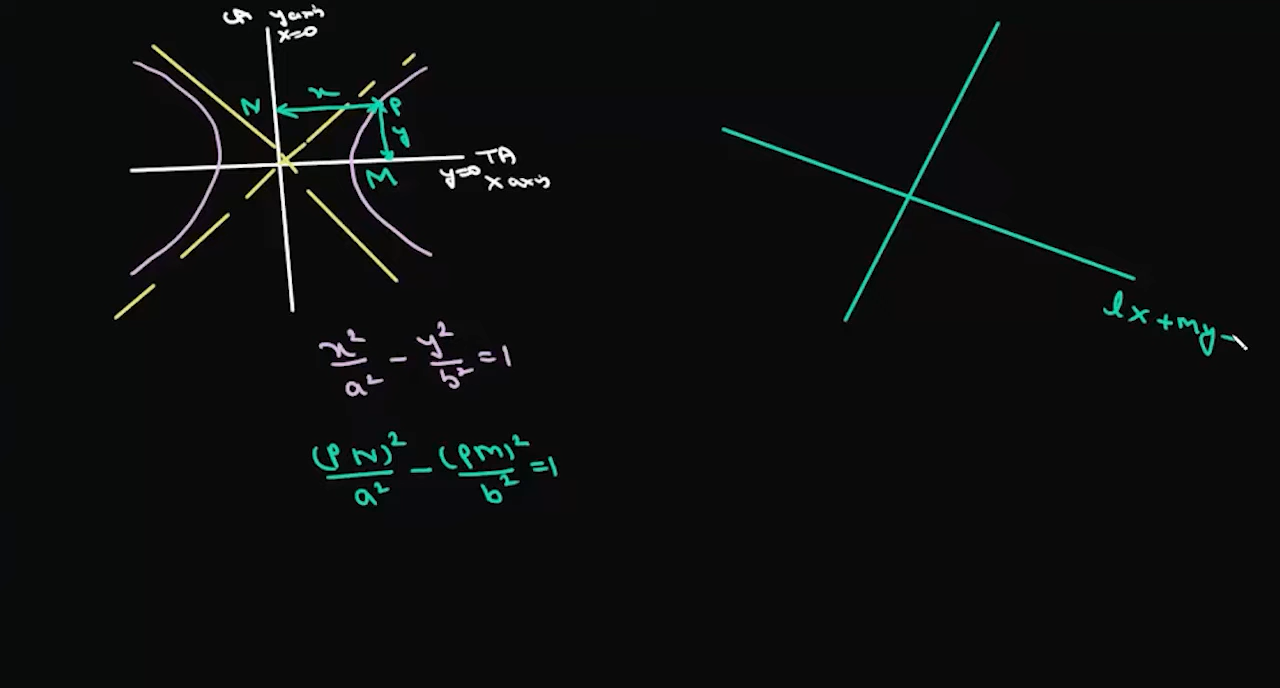 CA y axis
x=0
N x P
y
TA
M y=0 x axis
x²/a² - y²/b² = 1
(PN)²/a² - (PM)²/b² = 1
lx+my-